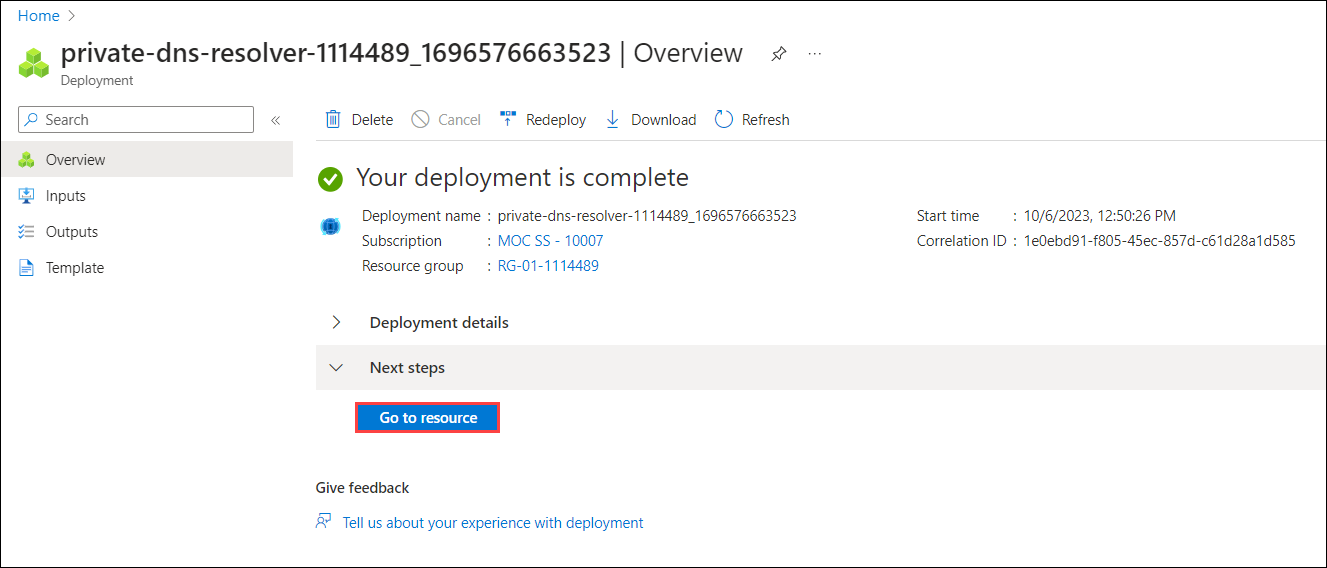 Home
private-dns-resolver-1114489_1696576663523 | Overview
Deployment
Search
Delete Cancel Redeploy Download Refresh
Overview
Inputs
Outputs
Template
Your deployment is complete
Deployment name : private-dns-resolver-1114489_1696576663523 Start time : 10/6/2023, 12:50:26 PM
Subscription : MOC SS - 10007 Correlation ID : 1e0ebd91-f805-45ec-857d-c61d28a1d585
Resource group : RG-01-1114489
Deployment details
Next steps
Go to resource
Give feedback
Tell us about your experience with deployment